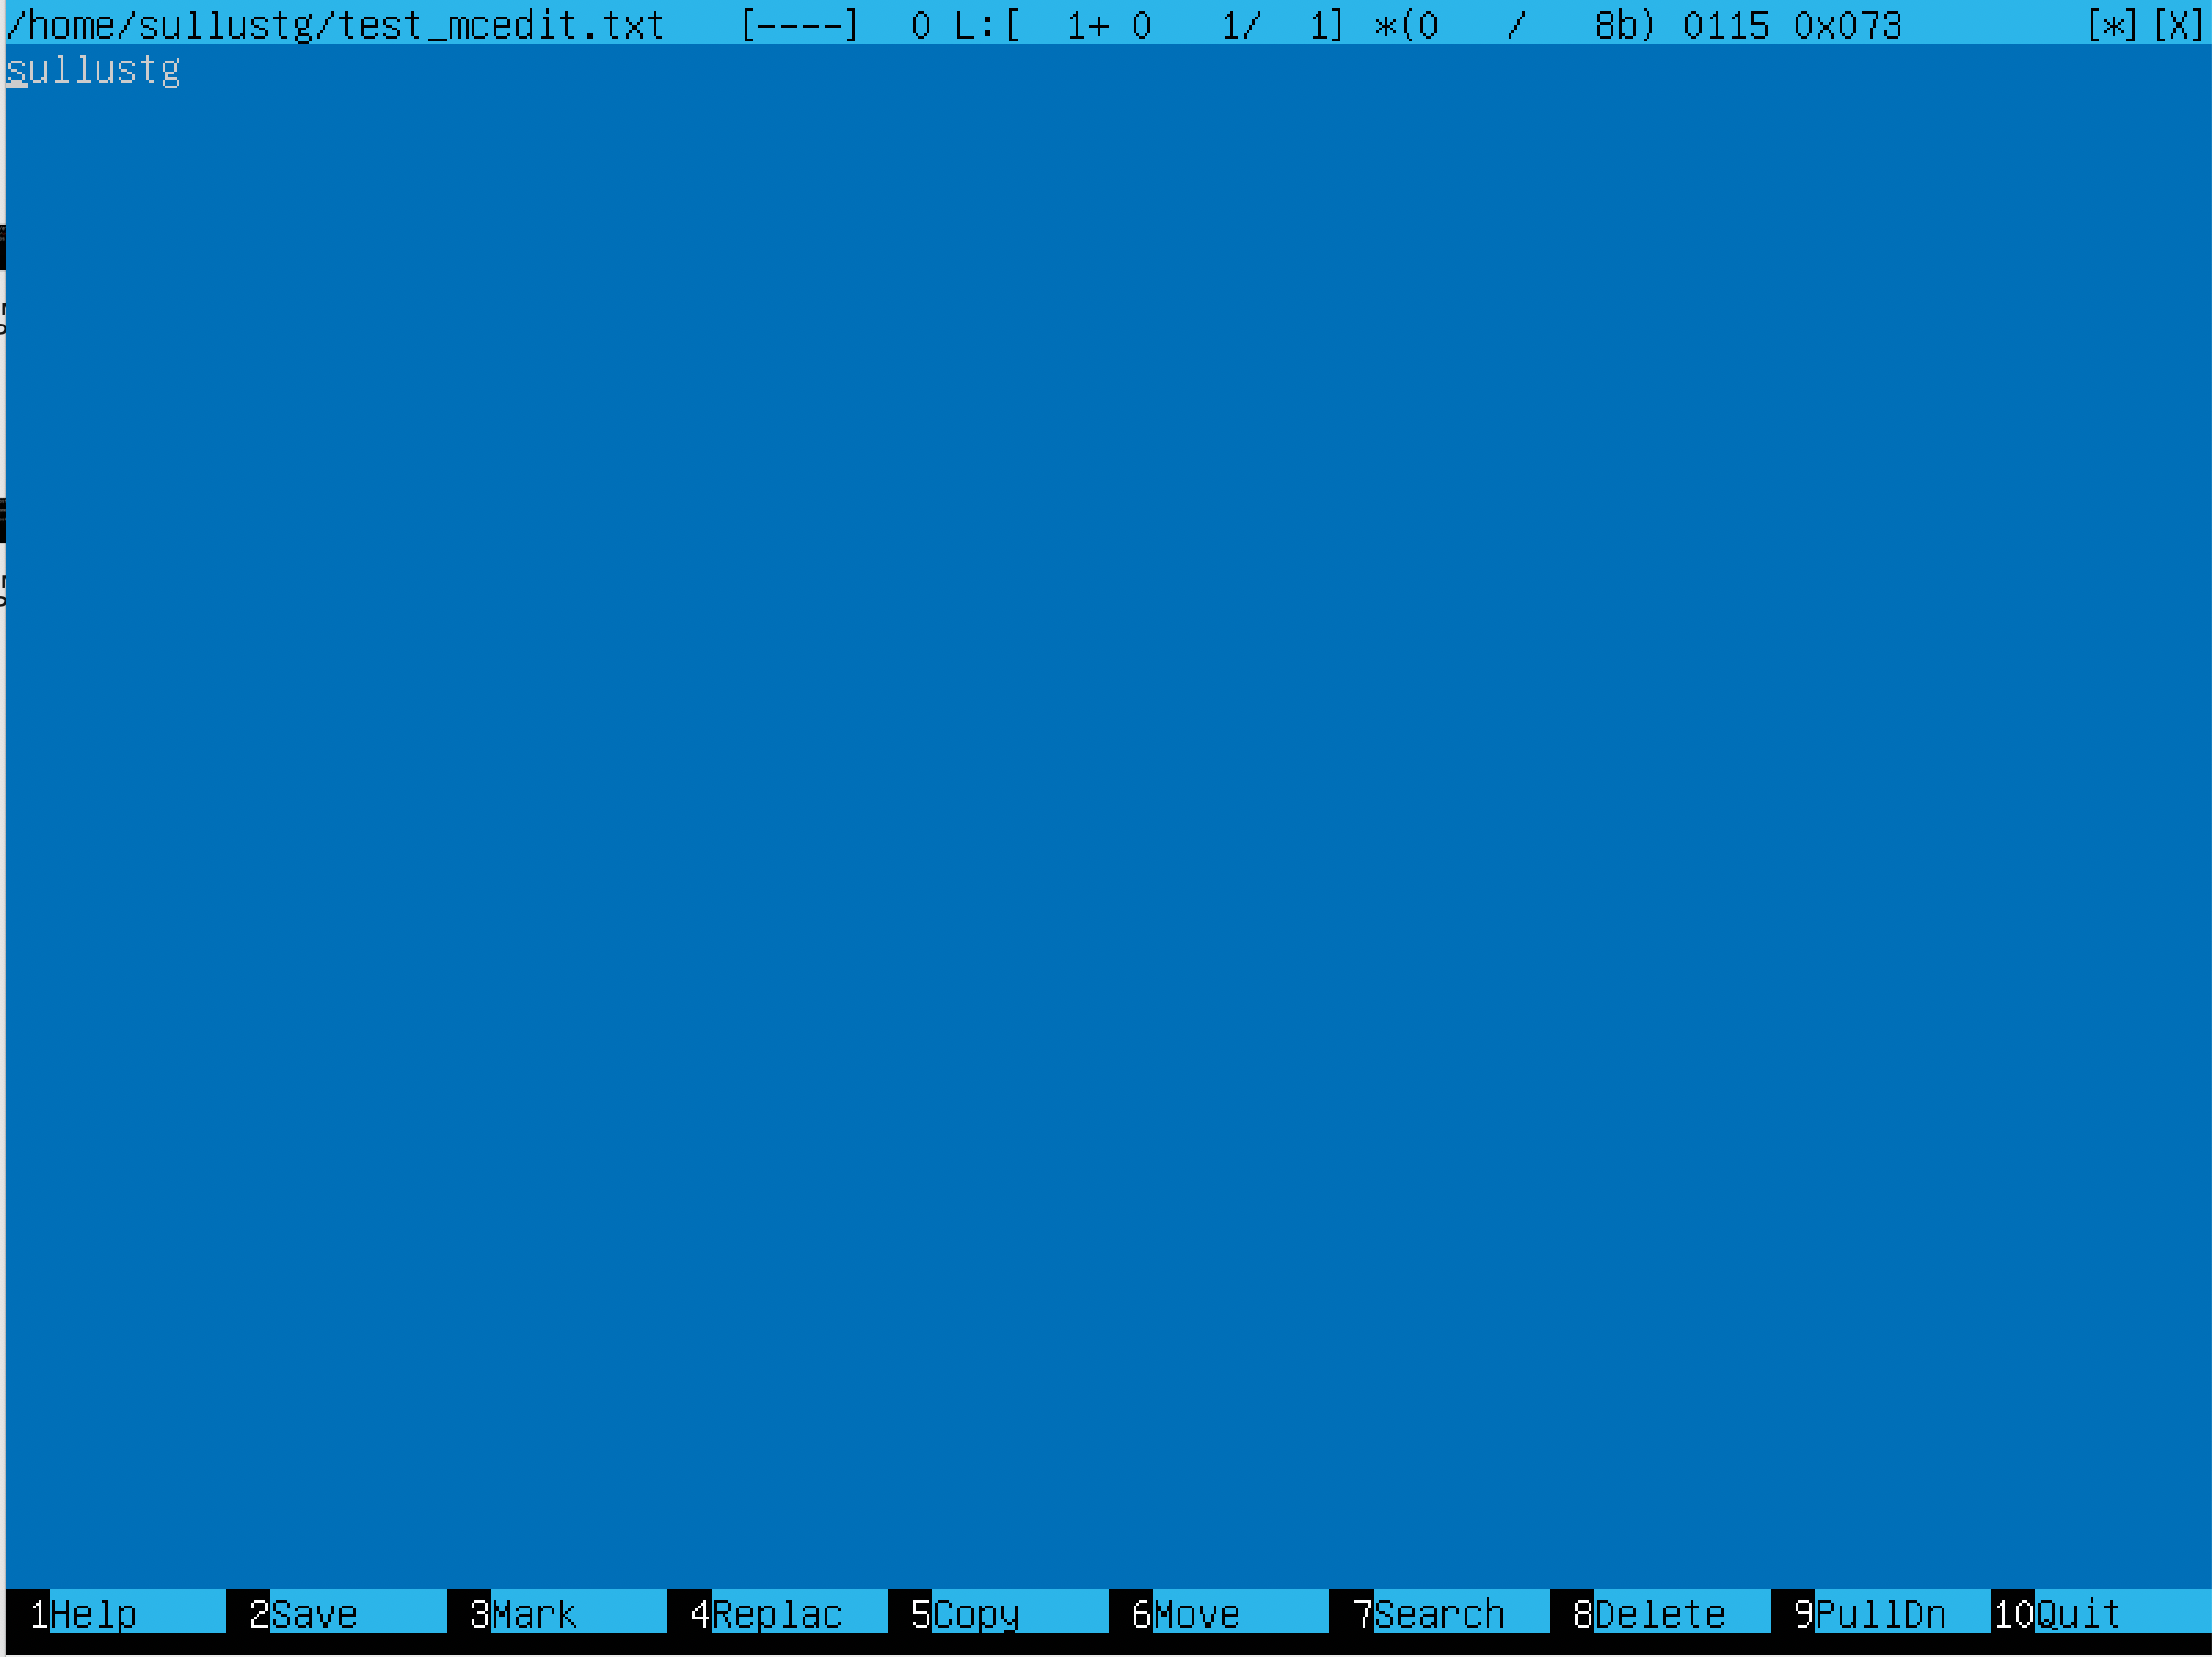 /home/sullustg/test_mcedit.txt [----] 0 L:[ 1+ 0 1/ 1] *(0 / 8b) 0115 0x073 [*][X]
sullustg
1Help 2Save 3Mark 4Replac 5Copy 6Move 7Search 8Delete 9PullDn 10Quit